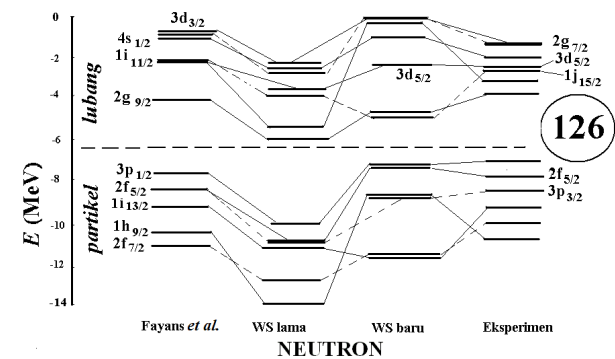 0
-2
-4
-6
-8
-10
-12
-14
E (MeV)
lubang
partikel
3d3/2
4s1/2
1i11/2
2g9/2
3p1/2
2f5/2
1i13/2
1h9/2
2f7/2
3d5/2
2g7/2
3d5/2
1j15/2
126
2f5/2
3p3/2
Fayans et al.
WS lama
WS baru
Eksperimen
NEUTRON